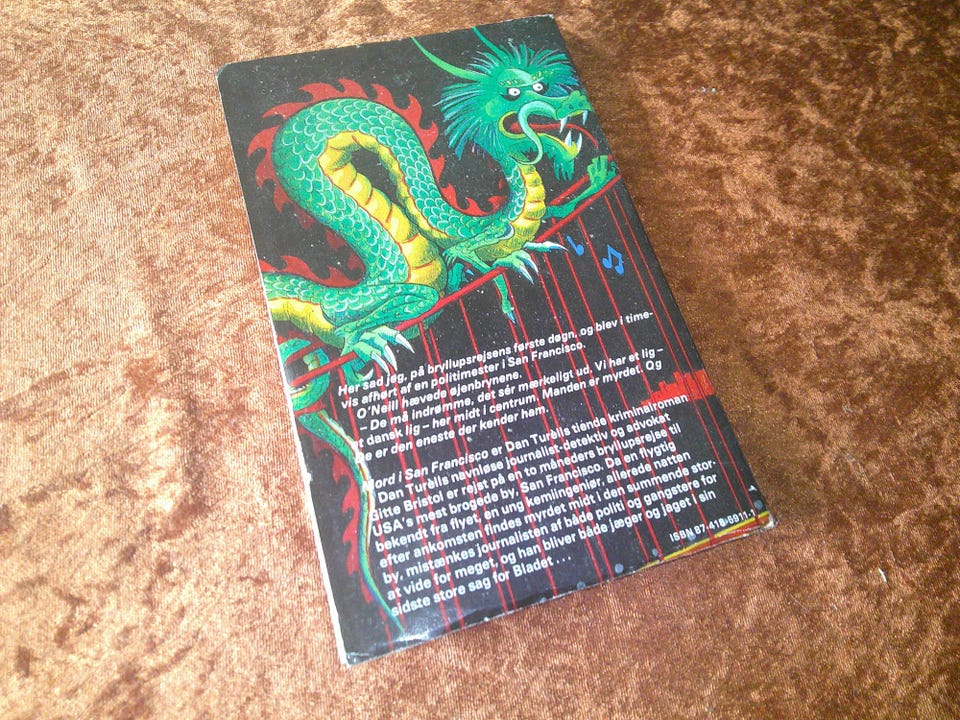 Her sad jeg, på bryllupsrejsens første døgn, og blev i time-
vis afhørt af en politimester i San Francisco.
O'Neill hævede øjenbrynene.
– De må indrømme, det sér mærkeligt ud. Vi har et lig –
et dansk lig – her midt i centrum. Manden er myrdet. Og
De er den eneste der kender ham.
Mord i San Francisco er Dan Turèlls tiende kriminalroman
Dan Turèlls navnløse journalist-detektiv og advokat
Gitte Bristol er rejst på en to måneders bryllupsrejse til
USA's mest brogede by, San Francisco. Da en flygtig
bekendt fra flyet, en ung kemiingeniør, allerede natten
efter ankomsten findes myrdet midt i den summende stor-
by, mistænkes journalisten af både politi og gangstere for
at vide for meget, og han bliver både jæger og jaget i sin
sidste store sag for Bladet . . .
ISBN 87-418-5911-1